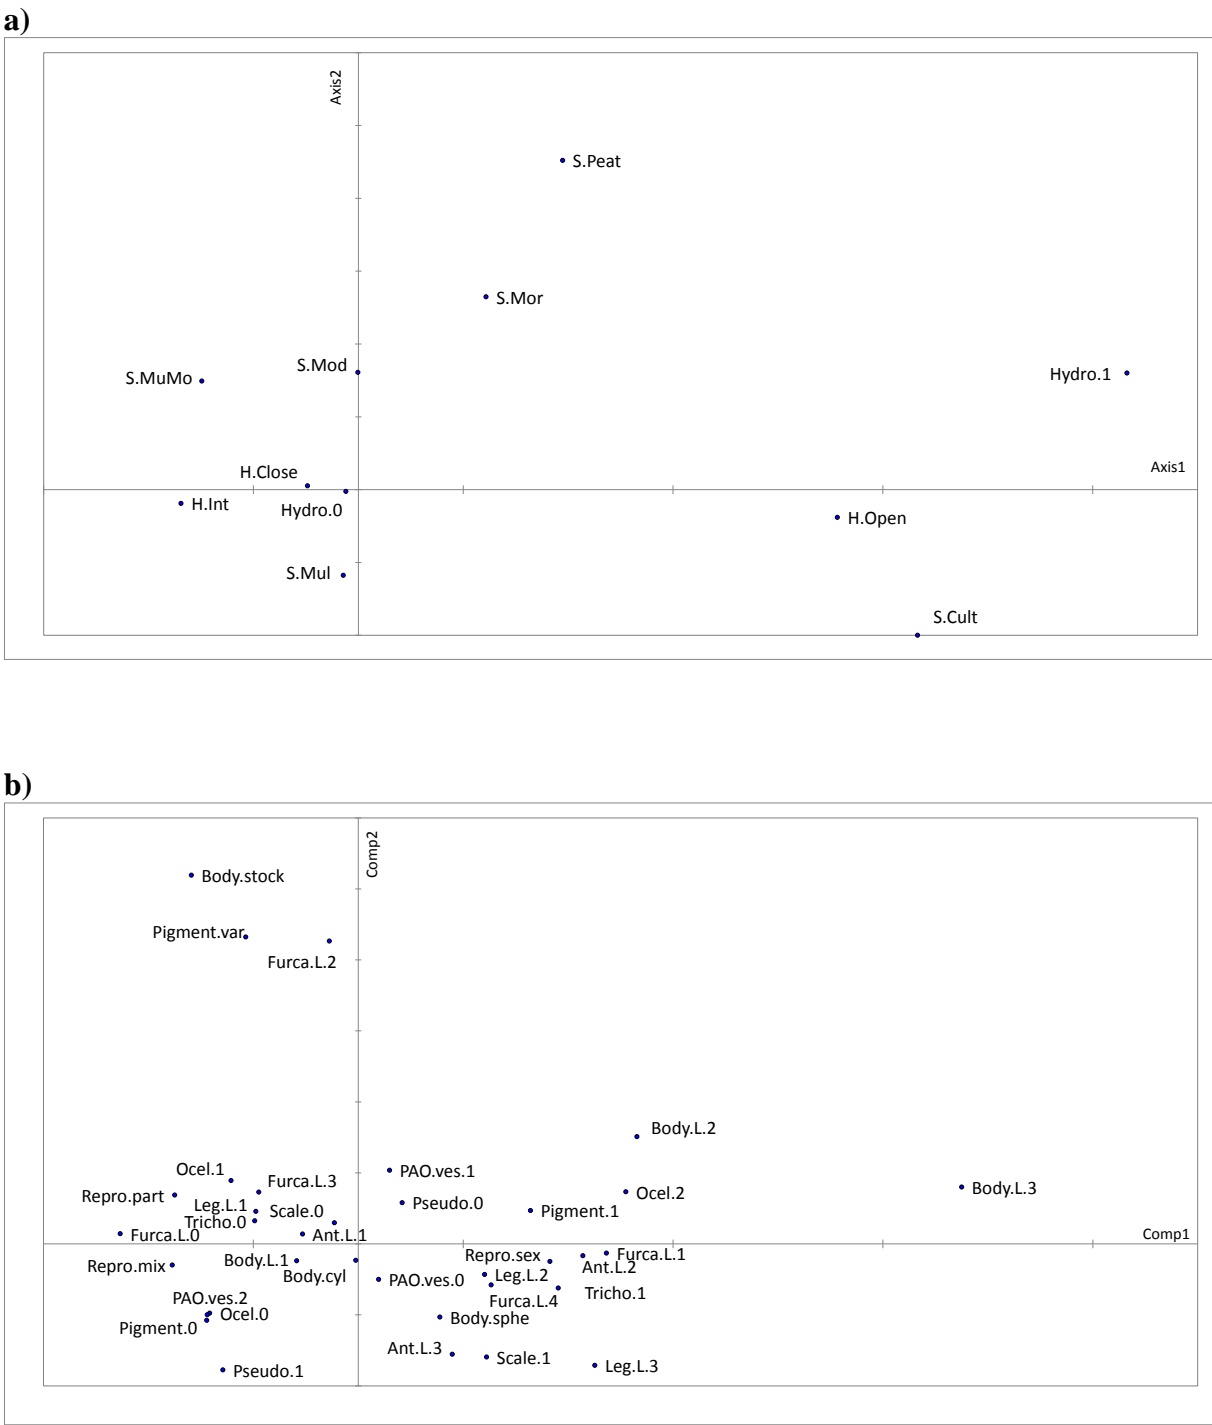 a)
Axis2
S.Peat
S.Mor
S.Mod
S.MuMo
Hydro.1
Axis1
H.Close
H.Int
Hydro.0
H.Open
S.Mul
S.Cult
b)
Comp2
Body.stock
Pigment.var
Furca.L.2
Body.L.2
Ocel.1
PAO.ves.1
Furca.L.3
Body.L.3
Repro.part
Ocel.2
Leg.L.1
Scale.0
Pseudo.0
Pigment.1
Tricho.0
Furca.L.0
Ant.L.1
Comp1
Repro.sex
Furca.L.1
Repro.mix
Body.L.1
Ant.L.2
Body.cyl
PAO.ves.0
Leg.L.2
Tricho.1
PAO.ves.2
Furca.L.4
Ocel.0
Body.sphe
Pigment.0
Ant.L.3
Scale.1
Leg.L.3
Pseudo.1